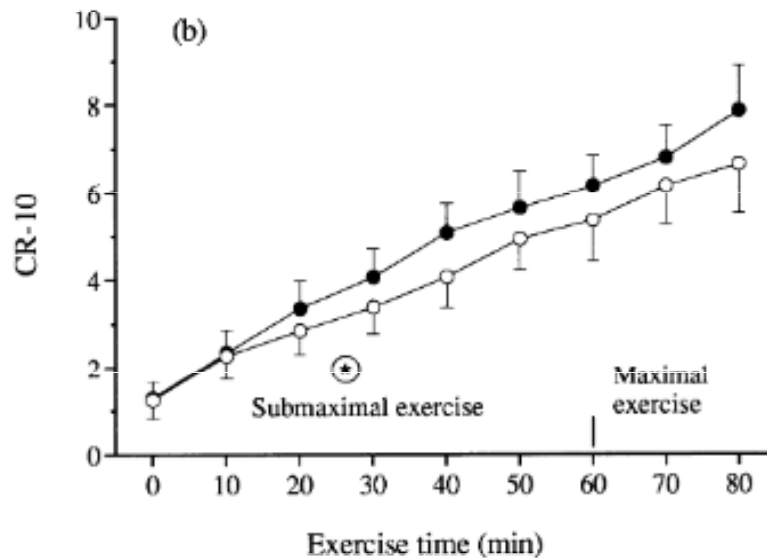 10
(b)
8
6
CR-10
4
2
Submaximal exercise
Maximal
exercise
0
0 10 20 30 40 50 60 70 80
Exercise time (min)